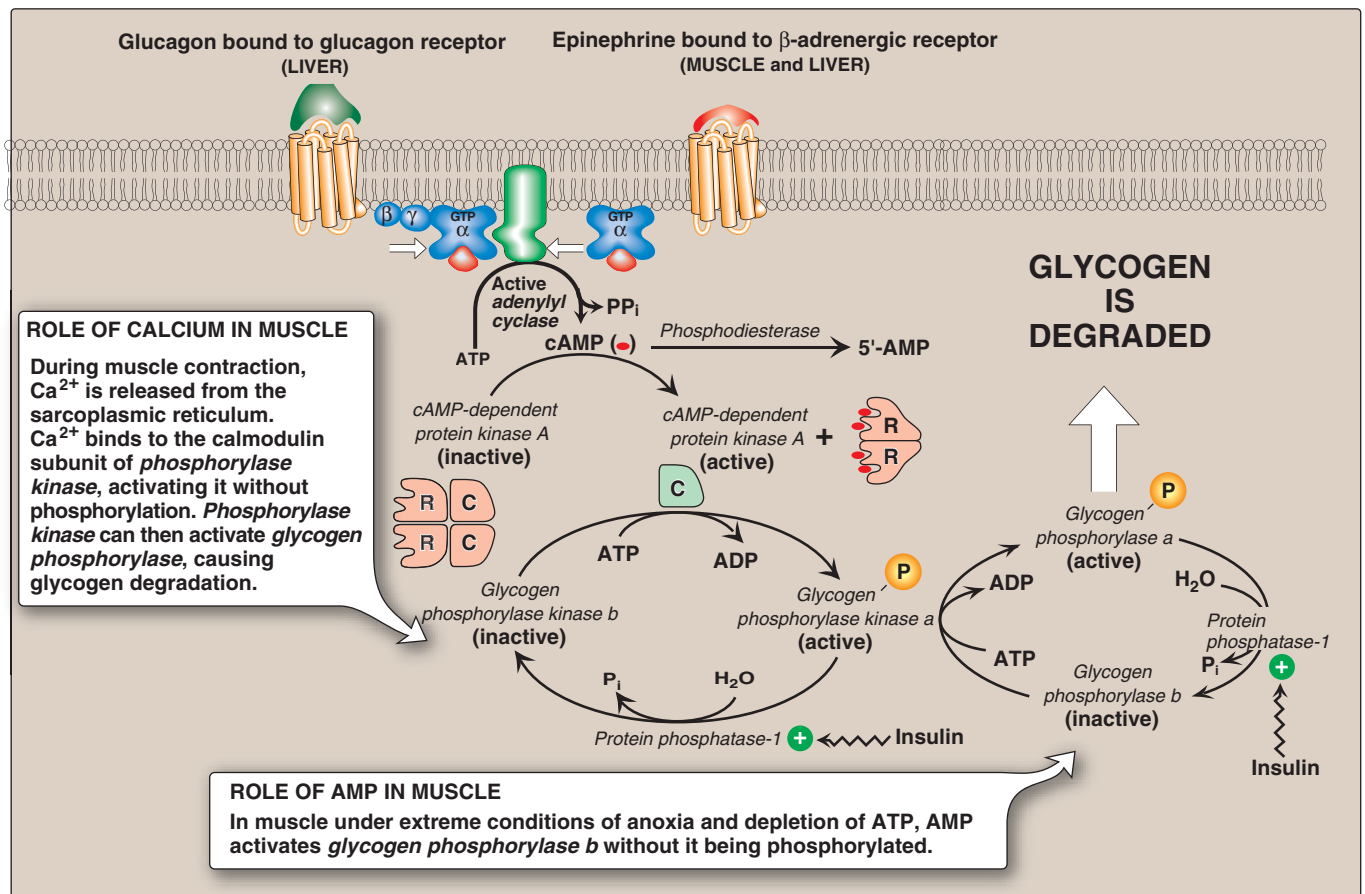 Glucagon bound to glucagon receptor
(LIVER)
Epinephrine bound to β-adrenergic receptor
(MUSCLE and LIVER)
β
γ
GTP
α
GTP
α
Active
adenylyl
cyclase
PPi
ATP
cAMP ( )
Phosphodiesterase
5'-AMP
GLYCOGEN
IS
DEGRADED
ROLE OF CALCIUM IN MUSCLE
During muscle contraction,
Ca2+ is released from the
sarcoplasmic reticulum.
Ca2+ binds to the calmodulin
subunit of phosphorylase
kinase, activating it without
phosphorylation. Phosphorylase
kinase can then activate glycogen
phosphorylase, causing
glycogen degradation.
cAMP-dependent
protein kinase A
(inactive)
R C
R C
cAMP-dependent
protein kinase A
(active)
+
R
R
C
ATP
ADP
Glycogen
phosphorylase kinase b
(inactive)
P
Glycogen
phosphorylase kinase a
(active)
Pi
H2O
Protein phosphatase-1
+
Insulin
P
Glycogen
phosphorylase a
(active)
ADP
ATP
H2O
Protein
phosphatase-1
Pi
+
Glycogen
phosphorylase b
(inactive)
Insulin
ROLE OF AMP IN MUSCLE
In muscle under extreme conditions of anoxia and depletion of ATP, AMP
activates glycogen phosphorylase b without it being phosphorylated.